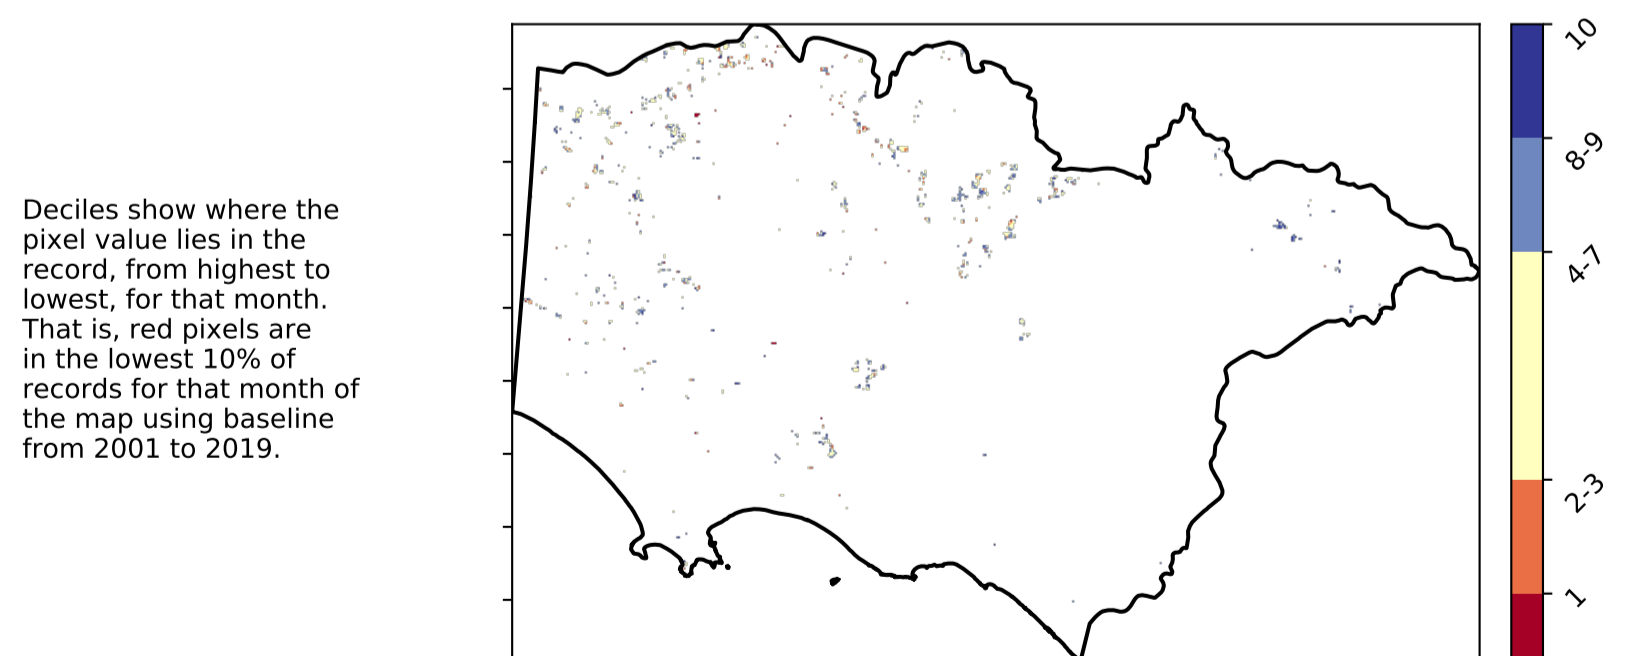 Deciles show where the
pixel value lies in the
record, from highest to
lowest, for that month.
That is, red pixels are
in the lowest 10% of
records for that month of
the map using baseline
from 2001 to 2019.
10
8-9
4-7
2-3
1